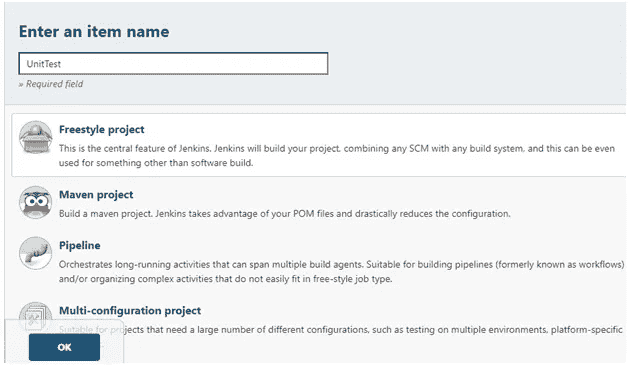 Enter an item name
UnitTest
» Required field
Freestyle project
This is the central feature of Jenkins. Jenkins will build your project, combining any SCM with any build system, and this can be even
used for something other than software build.
Maven project
Build a maven project. Jenkins takes advantage of your POM files and drastically reduces the configuration.
Pipeline
Orchestrates long-running activities that can span multiple build agents. Suitable for building pipelines (formerly known as workflows)
and/or organizing complex activities that do not easily fit in free-style job type.
Multi-configuration project
Suitable for projects that need a large number of different configurations, such as testing on multiple environments, platform-specific
OK